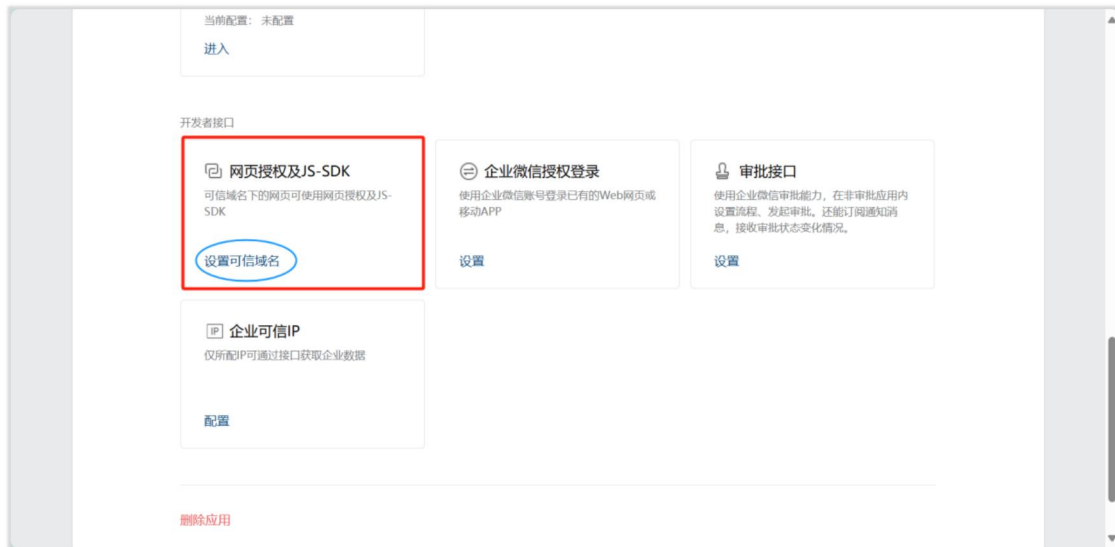 当前配置： 未配置
进入
开发者接口
网页授权及JS-SDK
可信域名下的网页可使用网页授权及JS-
SDK
设置可信域名
企业微信授权登录
使用企业微信账号登录已有的Web网页或
移动APP
设置
审批接口
使用企业微信审批能力，在非审批应用内
设置流程、发起审批。还能订阅通知消
息，接收审批状态变化情况。
设置
IP 企业可信IP
仅所配IP可通过接口获取企业数据
配置
删除应用